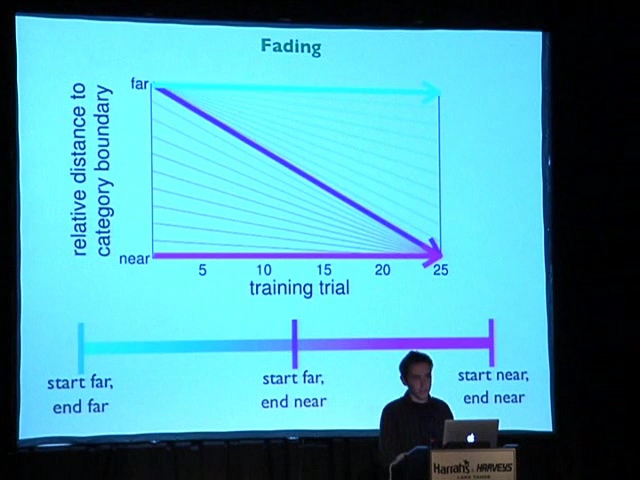 Fading
relative distance to
category boundary
far
near
5 10 15 20 25
training trial
start far,
end far
start far,
end near
start near,
end near
Harrah's & HARVEYS
LAKE TAHOE